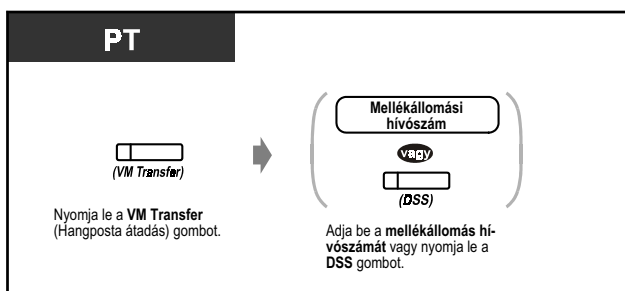 PT
Mellékállomási
hívószám
vagy
(VM Transfer)
(DSS)
Nyomja le a VM Transfer
(Hangposta átadás) gombot.
Adja be a mellékállomás hí-
vószámát vagy nyomja le a
DSS gombot.